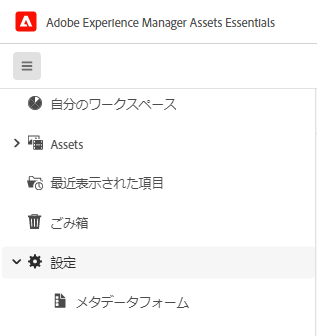 Adobe Experience Manager Assets Essentials
自分のワークスペース
Assets
最近表示された項目
ごみ箱
設定
メタデータフォーム